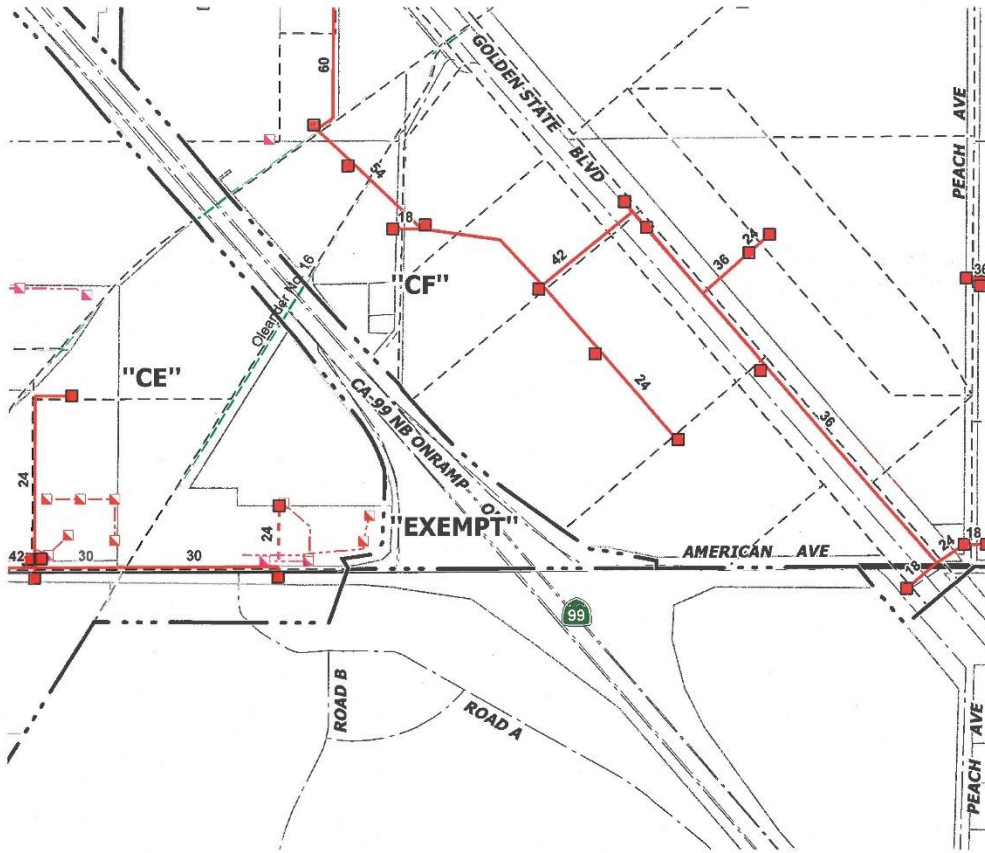 60
GOLDEN STATE
BLVD
PEACH AVE
54
18
42
24
36
36
"CF"
Oleander No. 16
"CE"
24
36
CA-99 NB ONRAMP
24
24
"EXEMPT"
42
30
30
AMERICAN AVE
24
18
18
99
ROAD B
ROAD A
PEACH AVE